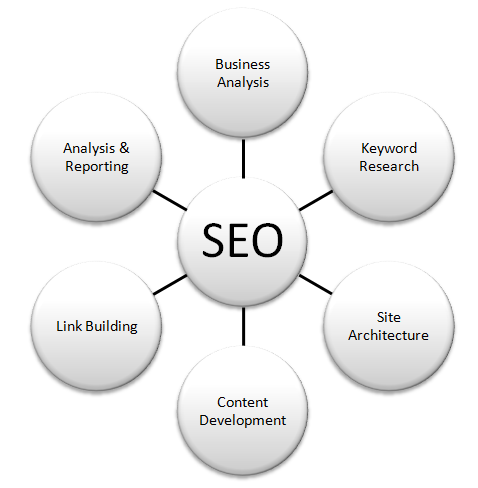 Business
Analysis
Analysis &
Reporting
Keyword
Research
SEO
Link Building
Site
Architecture
Content
Development